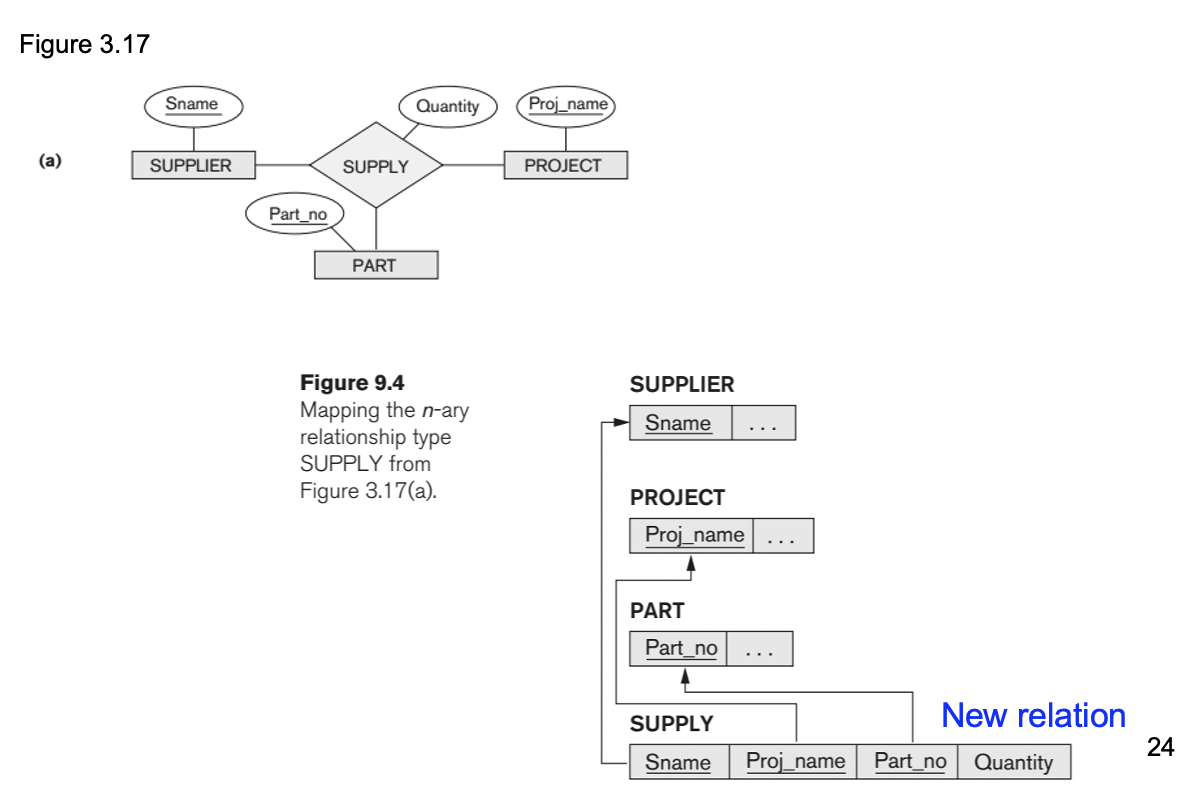 Figure 3.17
Sname
Quantity
Proj_name
(a)
SUPPLIER
SUPPLY
PROJECT
Part_no
PART
Figure 9.4
Mapping the n-ary
relationship type
SUPPLY from
Figure 3.17(a).
SUPPLIER
Sname ...
PROJECT
Proj_name ...
PART
Part_no ...
New relation
SUPPLY
24
Sname Proj_name Part_no Quantity